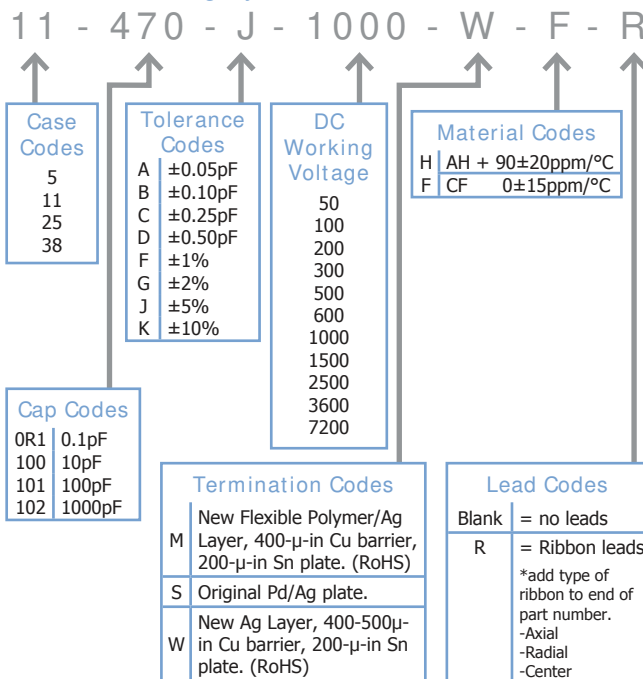 11 - 470 - J - 1000 - W - F - R
Case
Codes
5
11
25
38
Tolerance
Codes
A ±0.05pF
B ±0.10pF
C ±0.25pF
D ±0.50pF
F ±1%
G ±2%
J ±5%
K ±10%
DC
Working
Voltage
50
100
200
300
500
600
1000
1500
2500
3600
7200
Material Codes
H AH + 90±20ppm/°C
F CF 0±15ppm/°C
Cap Codes
0R1 0.1pF
100 10pF
101 100pF
102 1000pF
Termination Codes
M New Flexible Polymer/Ag
Layer, 400-µ-in Cu barrier,
200-µ-in Sn plate. (RoHS)
S Original Pd/Ag plate.
W New Ag Layer, 400-500µ-
in Cu barrier, 200-µ-in Sn
plate. (RoHS)
Lead Codes
Blank = no leads
R = Ribbon leads
*add type of
ribbon to end of
part number.
-Axial
-Radial
-Center